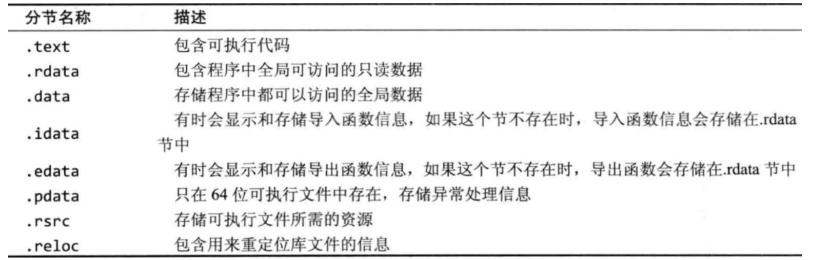 分节名称 描述
.text 包含可执行代码
.rdata 包含程序中全局可访问的只读数据
.data 存储程序中都可以访问的全局数据
.idata 有时会显示和存储导入函数信息，如果这个节不存在时，导入函数信息会存储在.rdata
节中
.edata 有时会显示和存储导出函数信息，如果这个节不存在时，导出函数会存储在.rdata 节中
.pdata 只在 64 位可执行文件中存在，存储异常处理信息
.rsrc 存储可执行文件所需的资源
.reloc 包含用来重定位库文件的信息